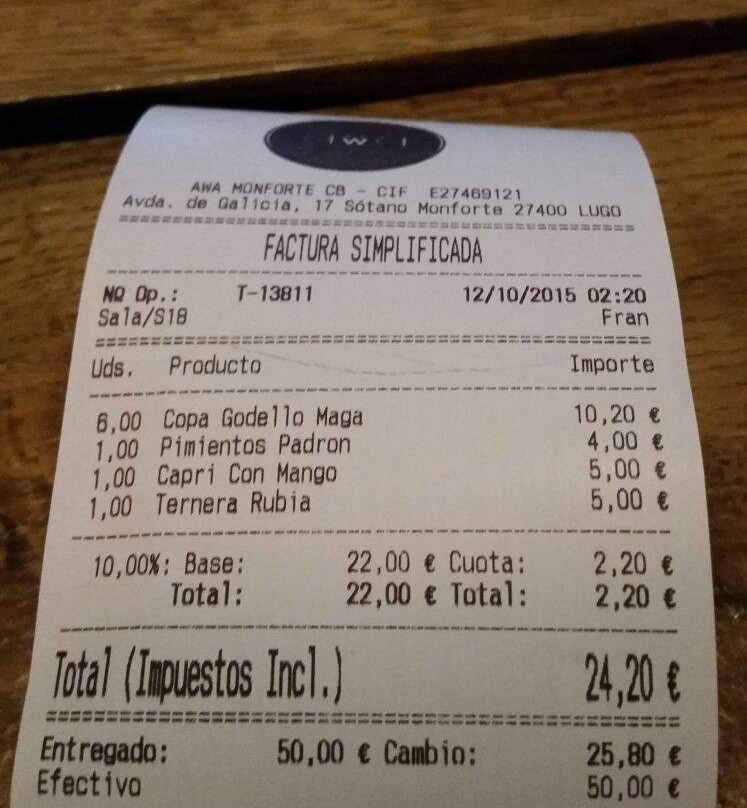 AWA MONFORTE CB - CIF E27469121
Avda. de Galicia, 17 Sótano Monforte 27400 LUGO
FACTURA SIMPLIFICADA
NO Op.: T-13811 12/10/2015 02:20
Sala/S18 Fran
Uds. Producto Importe
6,00 Copa Godello Maga 10,20 €
1,00 Pimientos Padron 4,00 €
1,00 Capri Con Mango 5,00 €
1,00 Ternera Rubia 5,00 €
10,00%: Base: 22,00 € Cuota: 2,20 €
Total: 22,00 € Total: 2,20 €
Total (Impuestos Incl.) 24,20 €
Entregado: 50,00 € Cambio: 25,80 €
Efectivo 50,00 €